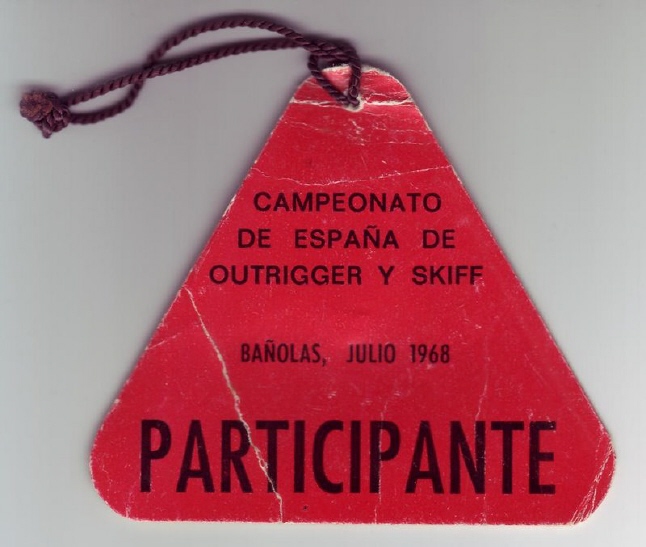 CAMPEONATO
DE ESPAÑA DE
OUTRIGGER Y SKIFF
BAÑOLAS, JULIO 1968
PARTICIPANTE